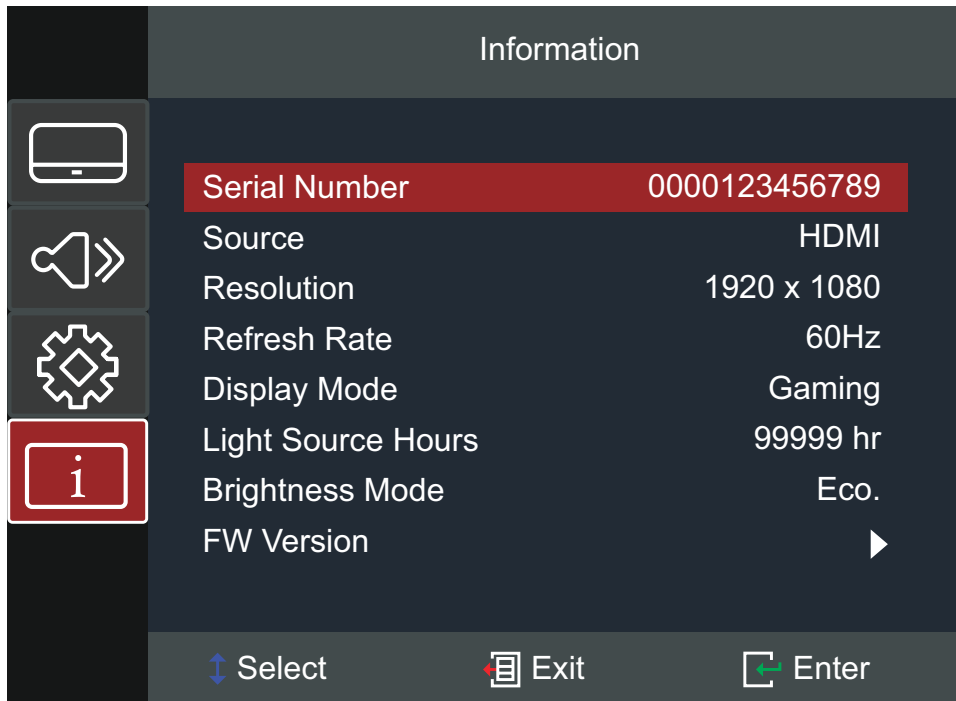 Information
Serial Number 0000123456789
Source HDMI
Resolution 1920 x 1080
Refresh Rate 60Hz
Display Mode Gaming
Light Source Hours 99999 hr
Brightness Mode Eco.
FW Version
i
Select Exit Enter